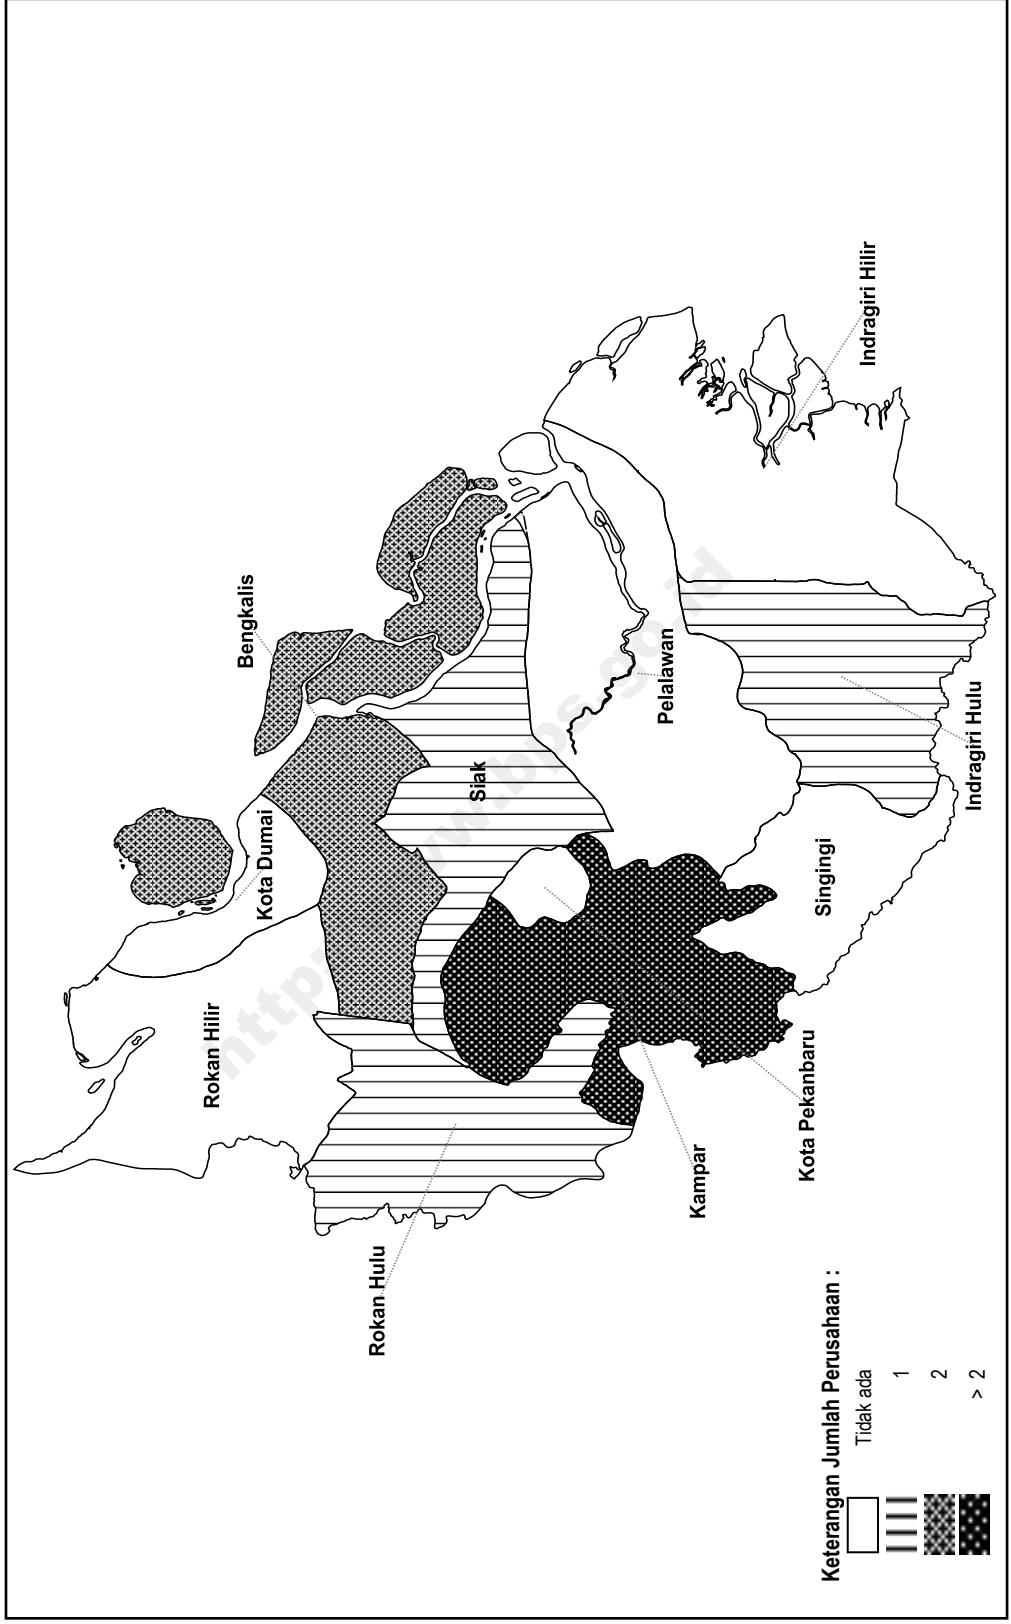 Rokan Hilir
Kota Dumai
Bengkalis
Rokan Hulu
Siak
Kampar
Pelalawan
Kota Pekanbaru
Singingi
Indragiri Hilir
Indragiri Hulu
Keterangan Jumlah Perusahaan :
Tidak ada
1
2
> 2